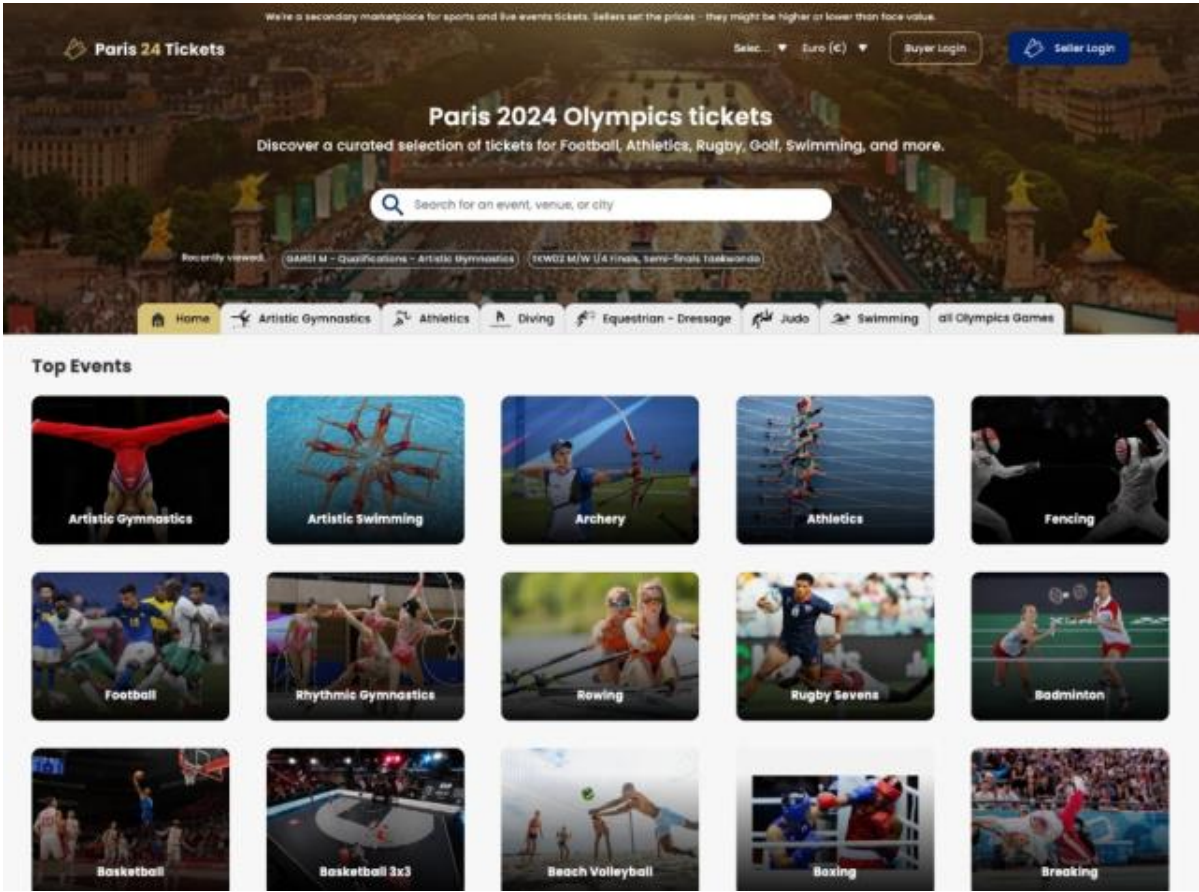 We're a secondary marketplace for sports and live events tickets. Sellers set the prices - they might be higher or lower than face value.
Paris 24 Tickets
Selec... ▼ Euro (€) ▼ Buyer Login Seller Login
Paris 2024 Olympics tickets
Discover a curated selection of tickets for Football, Athletics, Rugby, Golf, Swimming, and more.
Search for an event, venue, or city
Recently viewed: GAR01 M - Qualifications - Artistic Gymnastics TKW02 M/W 1/4 Finals, Semi-finals Taekwondo
Home Artistic Gymnastics Athletics Diving Equestrian - Dressage Judo Swimming all Olympics Games
Top Events
Artistic Gymnastics Artistic Swimming Archery Athletics Fencing
Football Rhythmic Gymnastics Rowing Rugby Sevens Badminton
Basketball Basketball 3x3 Beach Volleyball Boxing Breaking